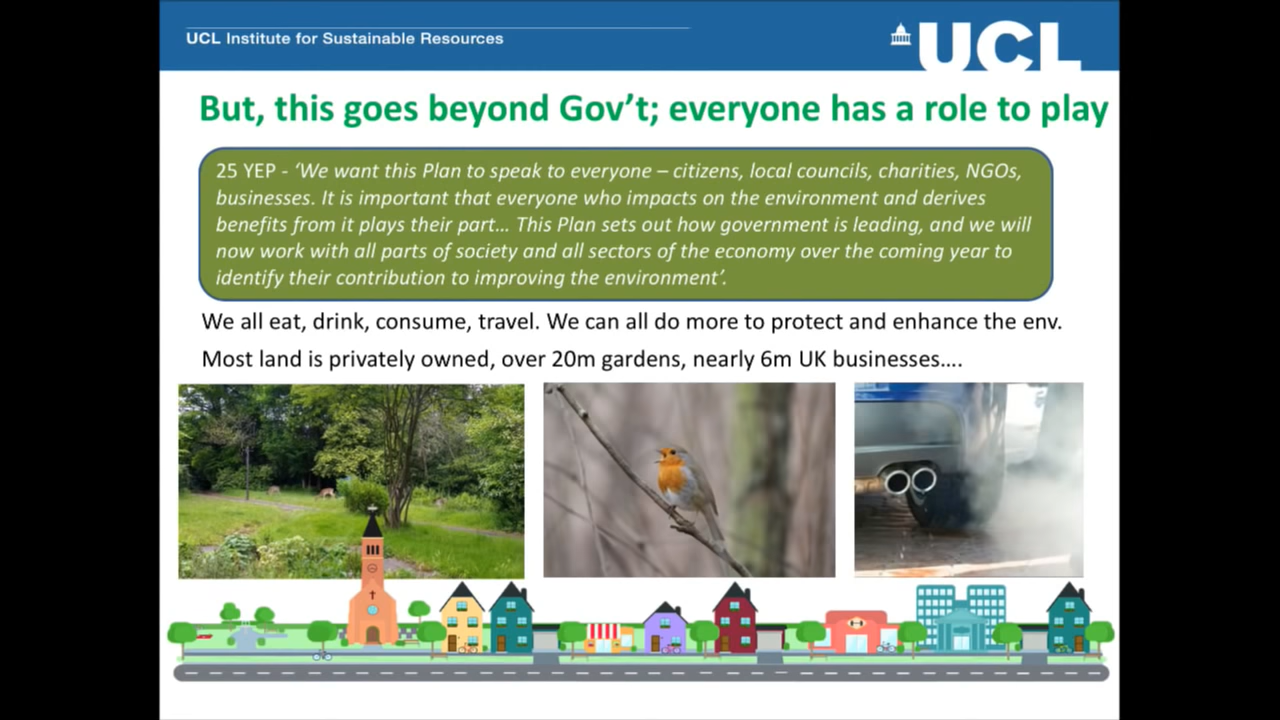 UCL Institute for Sustainable Resources
UCL
But, this goes beyond Gov’t; everyone has a role to play
25 YEP - ‘We want this Plan to speak to everyone – citizens, local councils, charities, NGOs,
businesses. It is important that everyone who impacts on the environment and derives
benefits from it plays their part… This Plan sets out how government is leading, and we will
now work with all parts of society and all sectors of the economy over the coming year to
identify their contribution to improving the environment’.
We all eat, drink, consume, travel. We can all do more to protect and enhance the env.
Most land is privately owned, over 20m gardens, nearly 6m UK businesses….